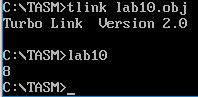 C:\TASM>tlink lab10.obj
Turbo Link  Version 2.0
C:\TASM>lab10
8
C:\TASM>_